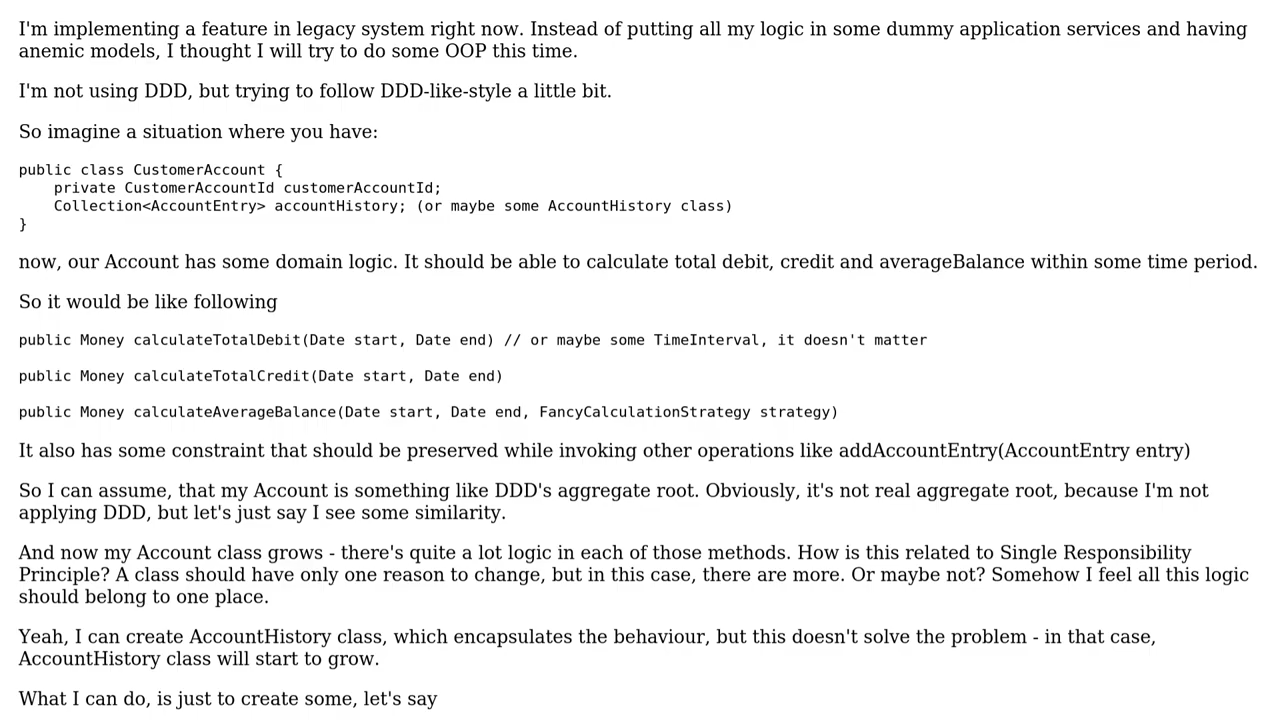 I'm implementing a feature in legacy system right now. Instead of putting all my logic in some dummy application services and having
anemic models, I thought I will try to do some OOP this time.
I'm not using DDD, but trying to follow DDD-like-style a little bit.
So imagine a situation where you have:
public class CustomerAccount {
    private CustomerAccountId customerAccountId;
    Collection<AccountEntry> accountHistory; (or maybe some AccountHistory class)
}
now, our Account has some domain logic. It should be able to calculate total debit, credit and averageBalance within some time period.
So it would be like following
public Money calculateTotalDebit(Date start, Date end) // or maybe some TimeInterval, it doesn't matter
public Money calculateTotalCredit(Date start, Date end)
public Money calculateAverageBalance(Date start, Date end, FancyCalculationStrategy strategy)
It also has some constraint that should be preserved while invoking other operations like addAccountEntry(AccountEntry entry)
So I can assume, that my Account is something like DDD's aggregate root. Obviously, it's not real aggregate root, because I'm not
applying DDD, but let's just say I see some similarity.
And now my Account class grows - there's quite a lot logic in each of those methods. How is this related to Single Responsibility
Principle? A class should have only one reason to change, but in this case, there are more. Or maybe not? Somehow I feel all this logic
should belong to one place.
Yeah, I can create AccountHistory class, which encapsulates the behaviour, but this doesn't solve the problem - in that case,
AccountHistory class will start to grow.
What I can do, is just to create some, let's say